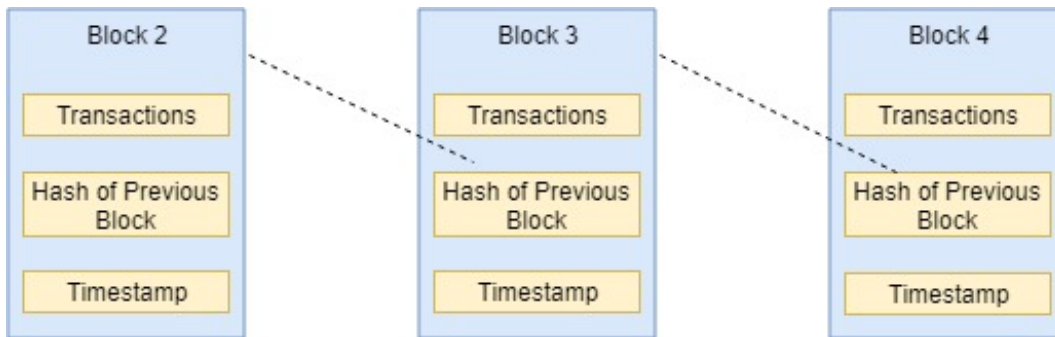 Block 2
Transactions
Hash of Previous
Block
Timestamp
Block 3
Transactions
Hash of Previous
Block
Timestamp
Block 4
Transactions
Hash of Previous
Block
Timestamp